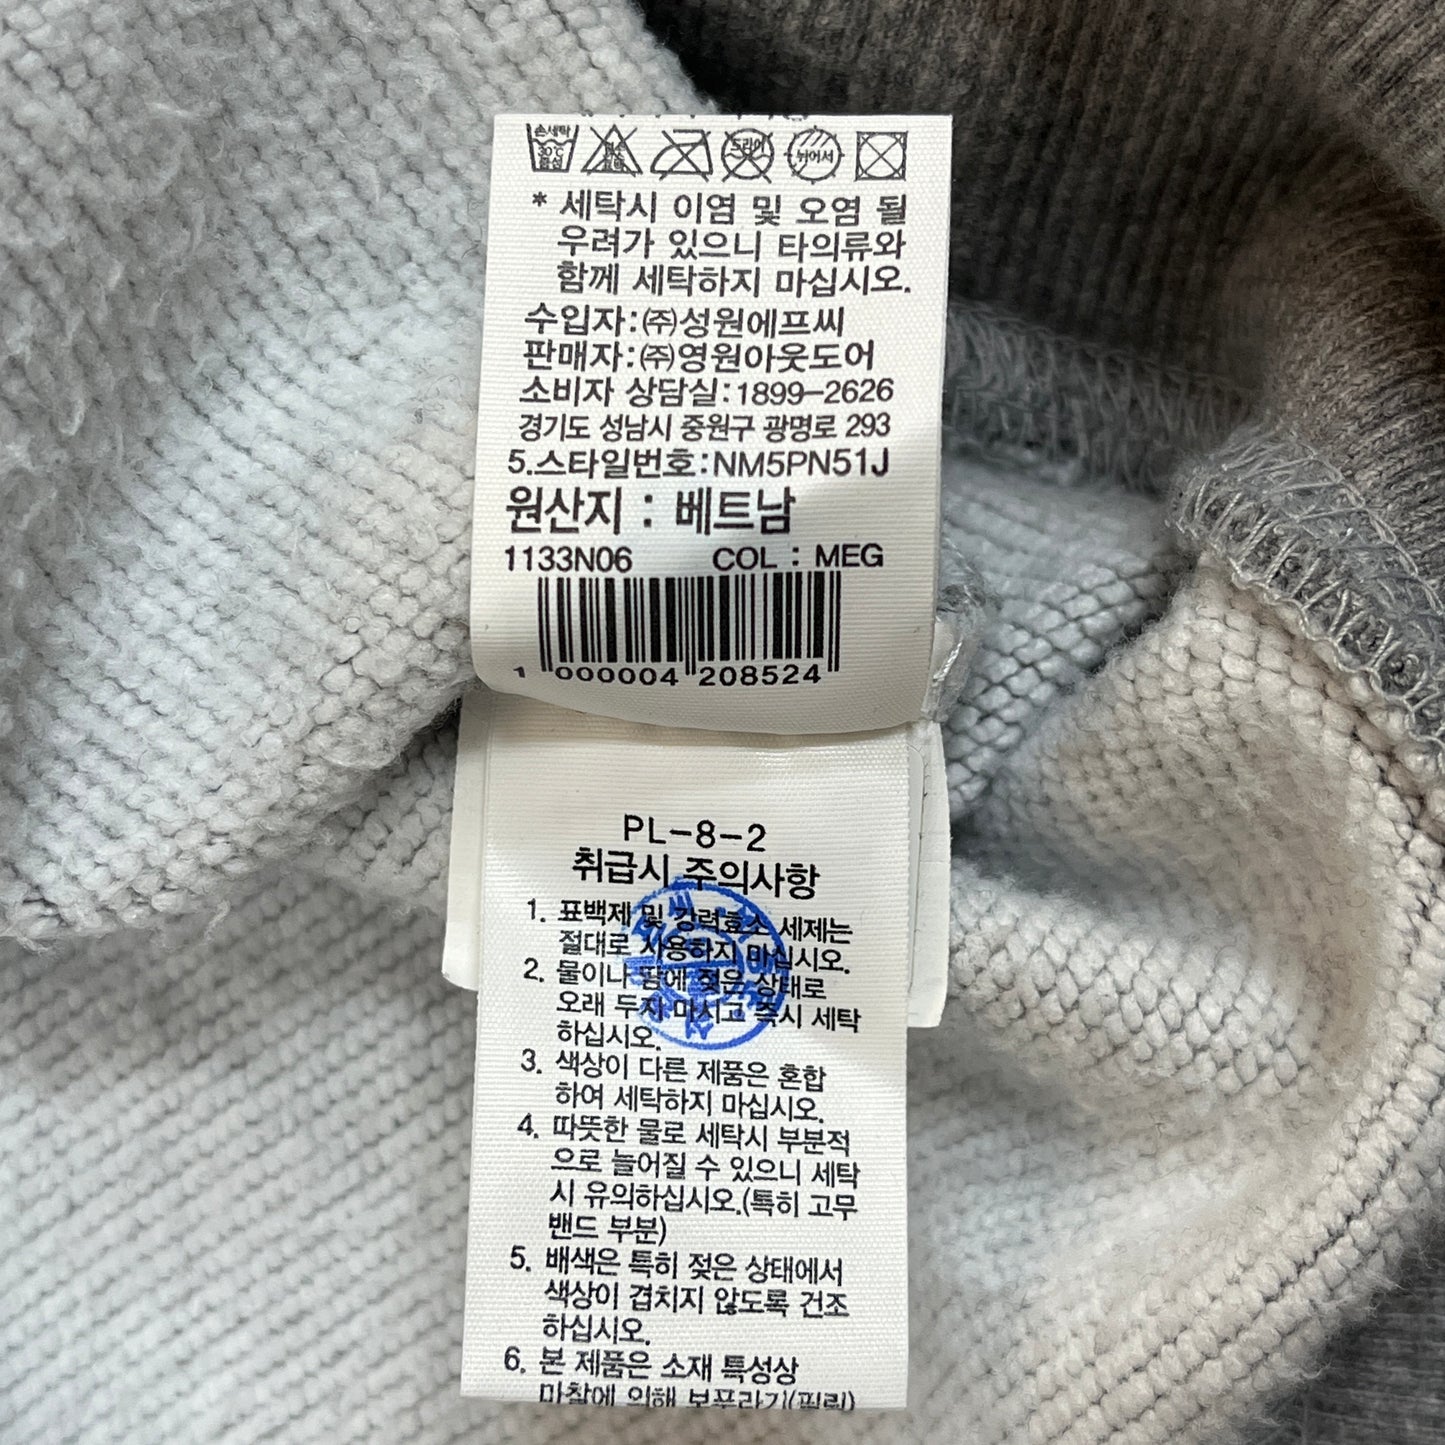 손세탁
30℃
중성
드라이
뉘어서
* 세탁시 이염 및 오염 될
우려가 있으니 타의류와
함께 세탁하지 마십시오.
수입자:㈜성원에프씨
판매자:㈜영원아웃도어
소비자 상담실:1899-2626
경기도 성남시 중원구 광명로 293
5.스타일번호:NM5PN51J
원산지 : 베트남
1133N06 COL : MEG
1 000004 208524
PL-8-2
취급시 주의사항
1. 표백제 및 강력효소 세제는
절대로 사용하지 마십시오.
2. 물이나 땀에 젖은 상태로
오래 두지 마시고 즉시 세탁
하십시오.
3. 색상이 다른 제품은 혼합
하여 세탁하지 마십시오.
4. 따뜻한 물로 세탁시 부분적
으로 늘어질 수 있으니 세탁
시 유의하십시오.(특히 고무
밴드 부분)
5. 배색은 특히 젖은 상태에서
색상이 겹치지 않도록 건조
하십시오.
6. 본 제품은 소재 특성상
마찰에 의해 보푸라기(필링)